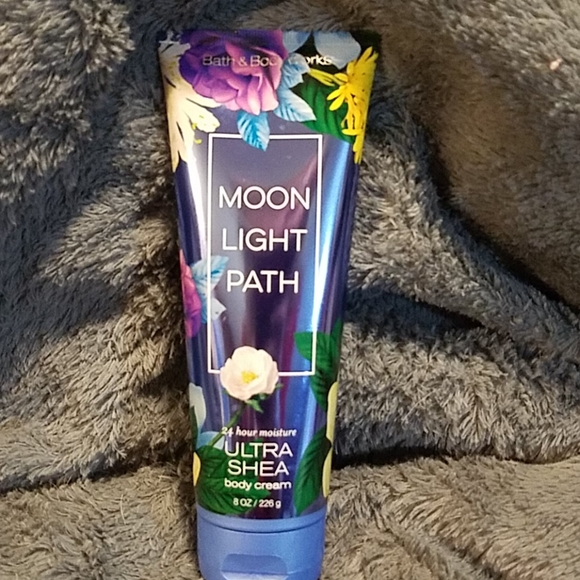 Bath & Body Works
MOON
LIGHT
PATH
24 hour moisture
ULTRA
SHEA
body cream
8 OZ / 226 g